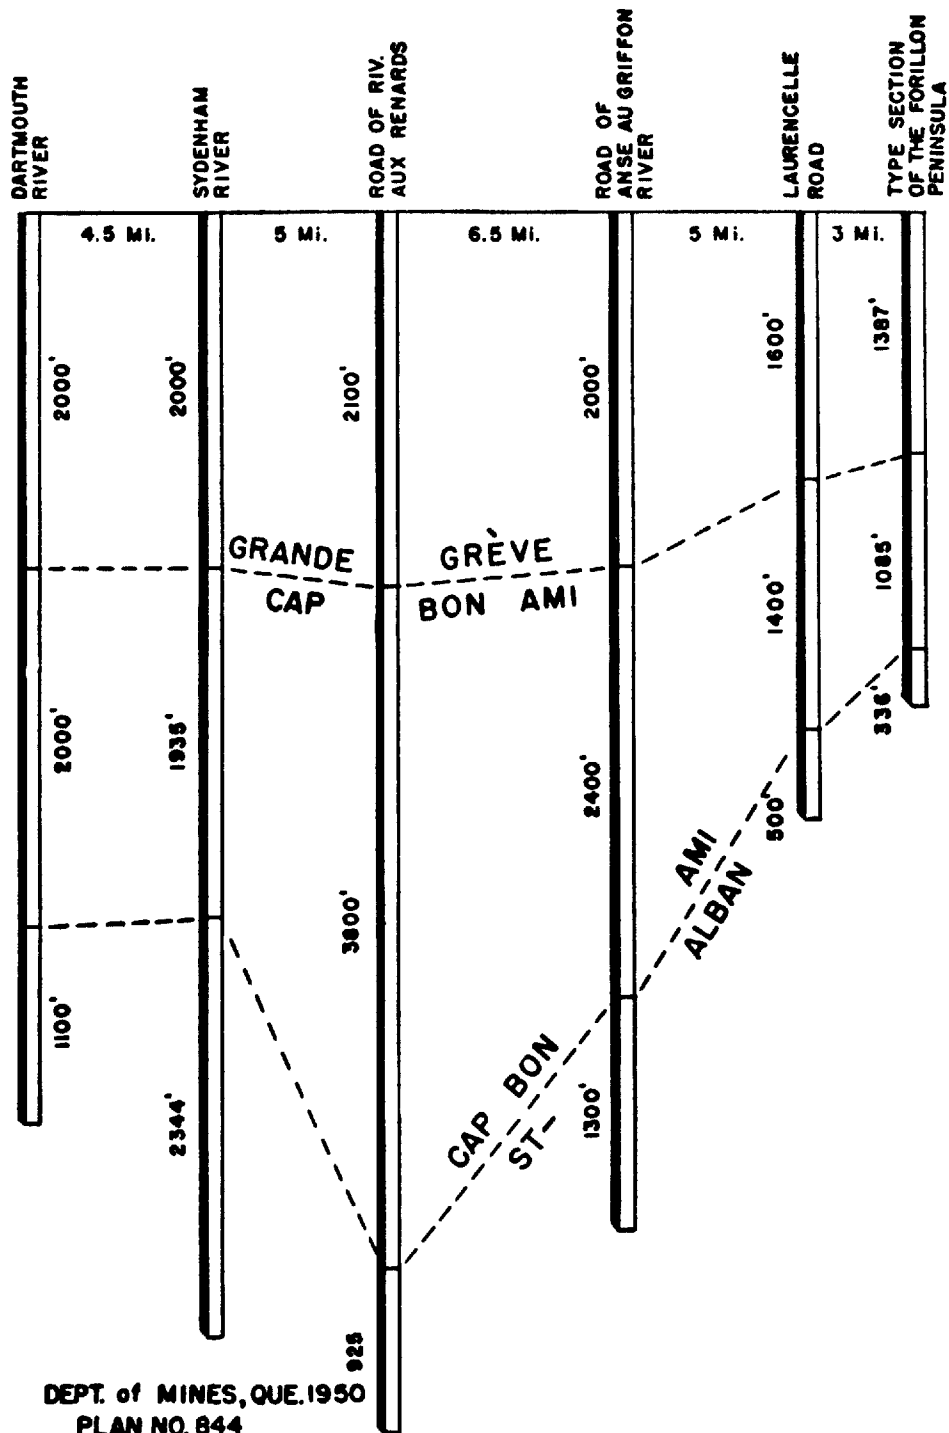 DARTMOUTH
RIVER
SYDENHAM
RIVER
ROAD OF RIV.
AUX RENARDS
ROAD OF
ANSE AU GRIFFON
RIVER
LAURENCELLE
ROAD
TYPE SECTION
OF THE FORILLON
PENINSULA
4.5 Mi.
5 Mi.
6.5 Mi.
5 Mi.
3 Mi.
2000'
2000'
2100'
2000'
1600'
1387'
GRANDE GRÈVE
CAP BON AMI
2000'
1935'
3800'
2400'
1400'
1085'
CAP BON AMI
ST- ALBAN
1100'
2344'
925
1300'
500'
336'
DEPT. of MINES, QUE. 1950
PLAN NO. 844